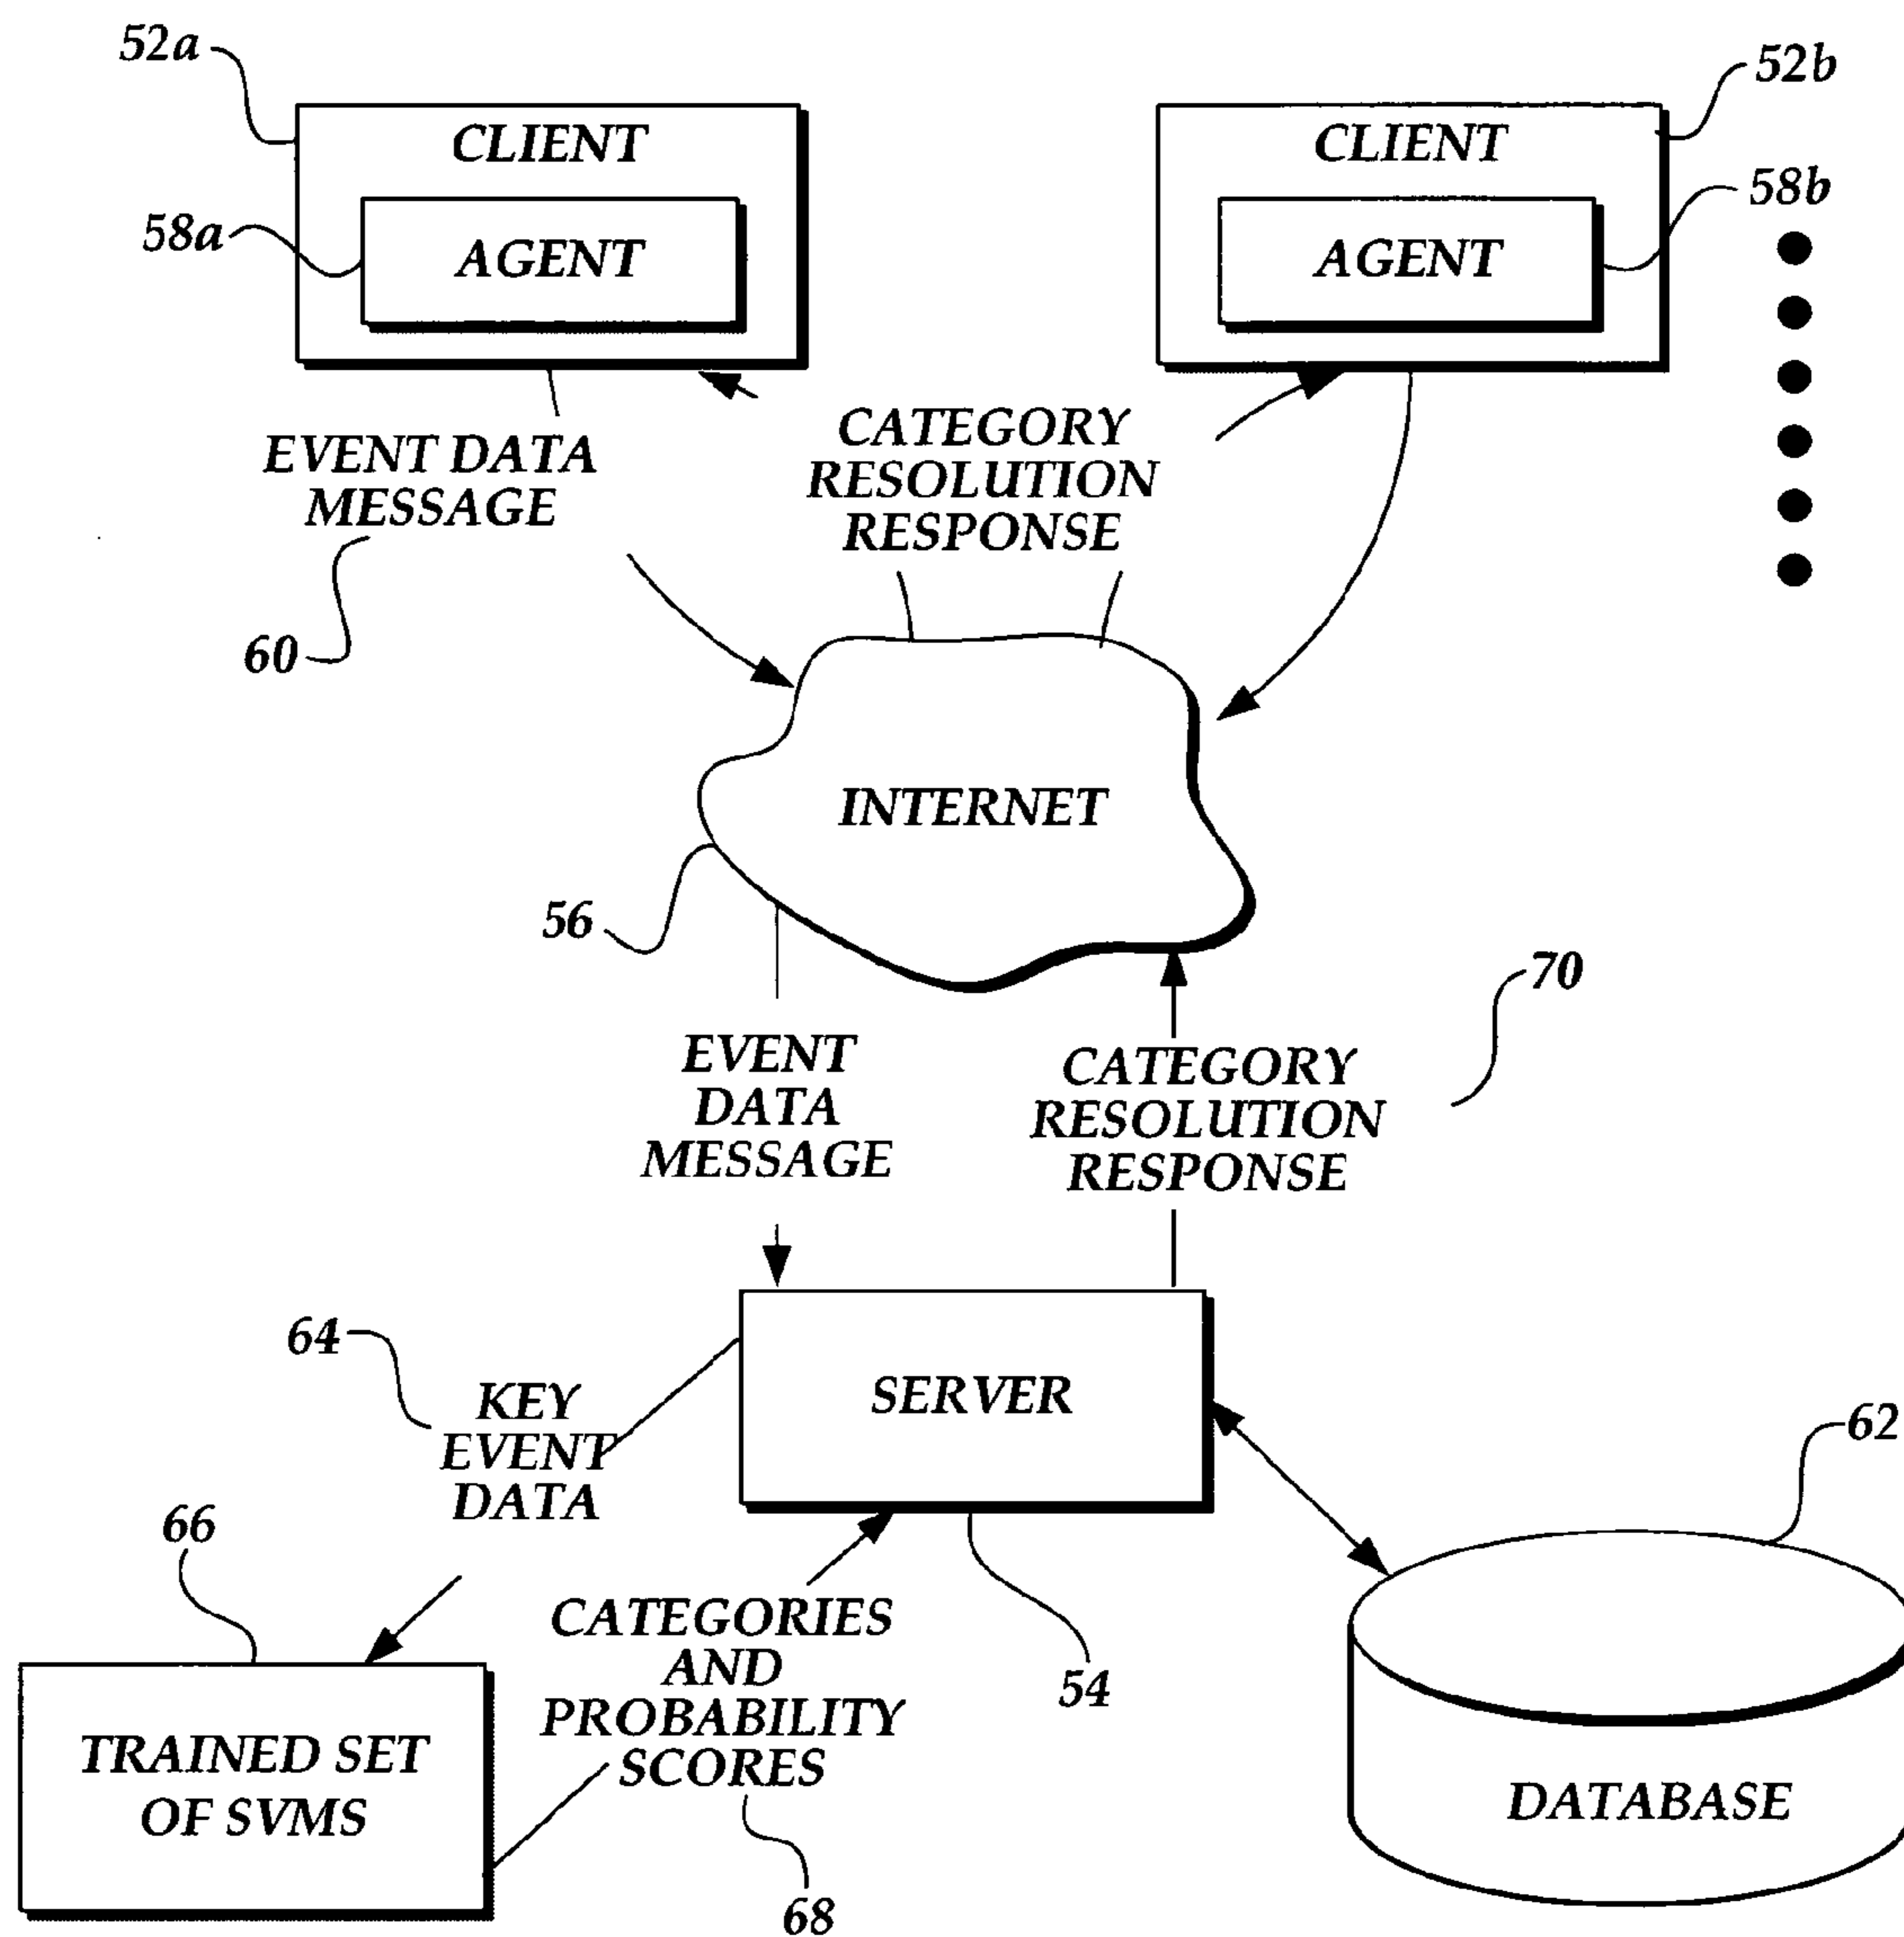 52a
52b
CLIENT
CLIENT
58a
AGENT
AGENT
58b
EVENT DATA
MESSAGE
CATEGORY
RESOLUTION
RESPONSE
60
INTERNET
56
70
EVENT
DATA
MESSAGE
CATEGORY
RESOLUTION
RESPONSE
64
KEY
EVENT
DATA
SERVER
62
66
CATEGORIES
AND
PROBABILITY
SCORES
54
TRAINED SET
OF SVMS
DATABASE
68